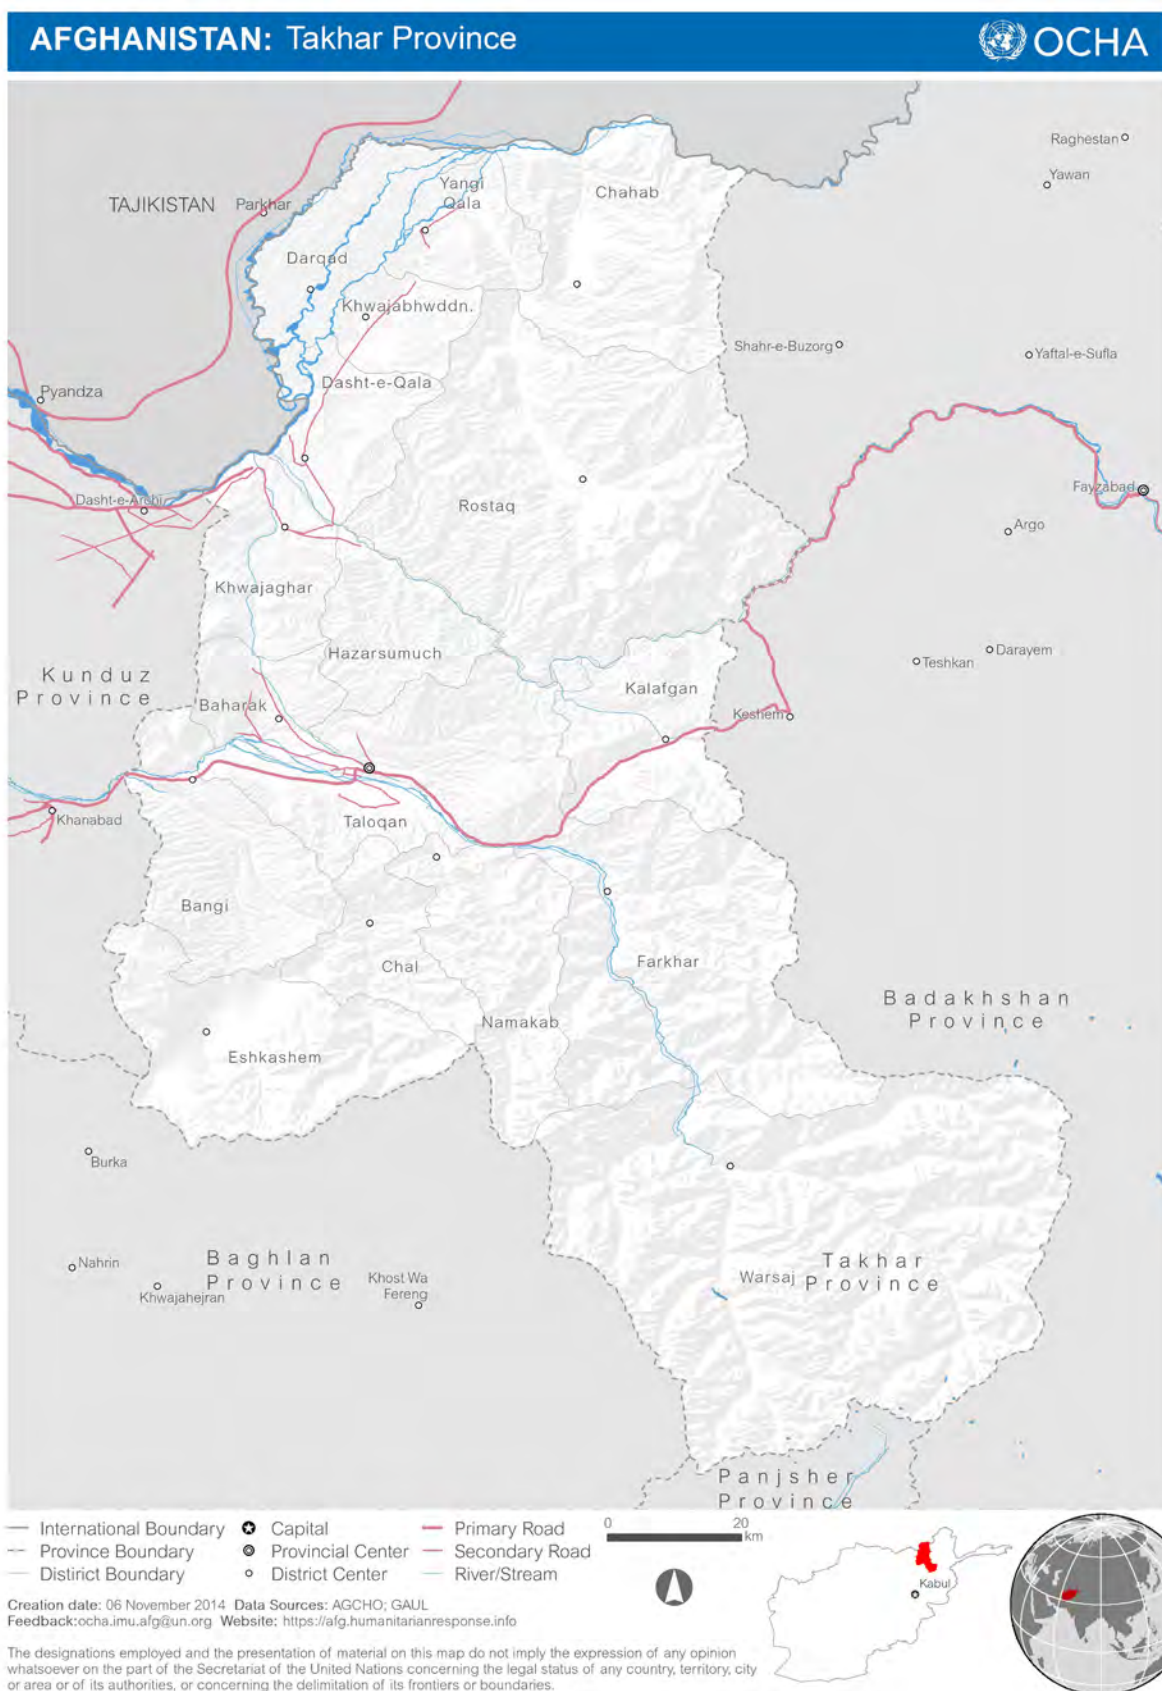 AFGHANISTAN: Takhar Province
OCHA
Raghestan
Yawan
TAJIKISTAN
Parkhar
Yangi
Qala
Chahab
Darqad
Khwajabhwddn.
Shahr-e-Buzorg
Yaftal-e-Sufla
Dasht-e-Qala
Pyandza
Dasht-e-Archi
Rostaq
Fayzabad
Argo
Khwajaghar
Hazarsumuch
Kunduz
Province
Teshkan
Darayem
Kalafgan
Baharak
Keshem
Khanabad
Taloqan
Bangi
Chal
Farkhar
Namakab
Badakhshan
Province
Eshkashem
Burka
Nahrin
Baghlan
Province
Khwajahejran
Khost Wa
Fereng
Warsaj
Takhar
Province
Panjsher
Province
International Boundary
Capital
Primary Road
Province Boundary
Provincial Center
Secondary Road
Distirict Boundary
District Center
River/Stream
0 20
km
Kabul
Creation date: 06 November 2014 Data Sources: AGCHO; GAUL
Feedback:ocha.imu.afg@un.org Website: https://afg.humanitarianresponse.info
The designations employed and the presentation of material on this map do not imply the expression of any opinion
whatsoever on the part of the Secretariat of the United Nations concerning the legal status of any country, territory, city
or area or of its authorities, or concerning the delimitation of its frontiers or boundaries.